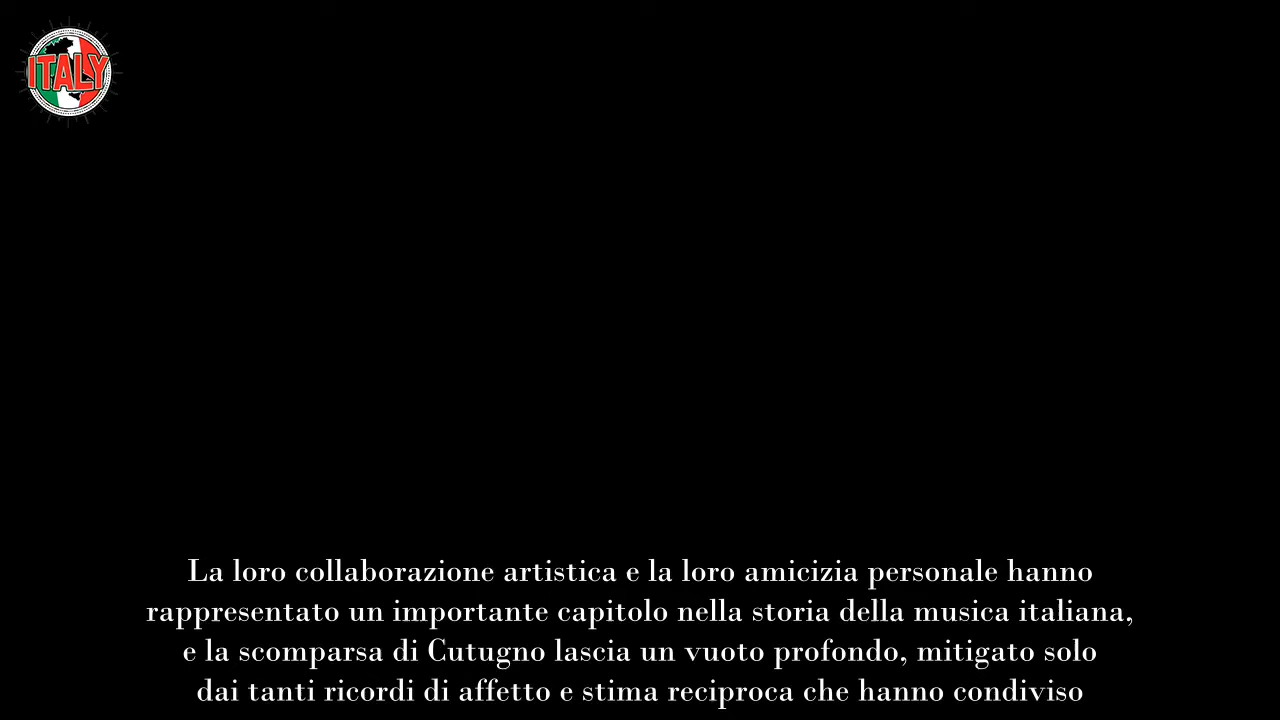 ITALY
La loro collaborazione artistica e la loro amicizia personale hanno
rappresentato un importante capitolo nella storia della musica italiana,
e la scomparsa di Cutugno lascia un vuoto profondo, mitigato solo
dai tanti ricordi di affetto e stima reciproca che hanno condiviso